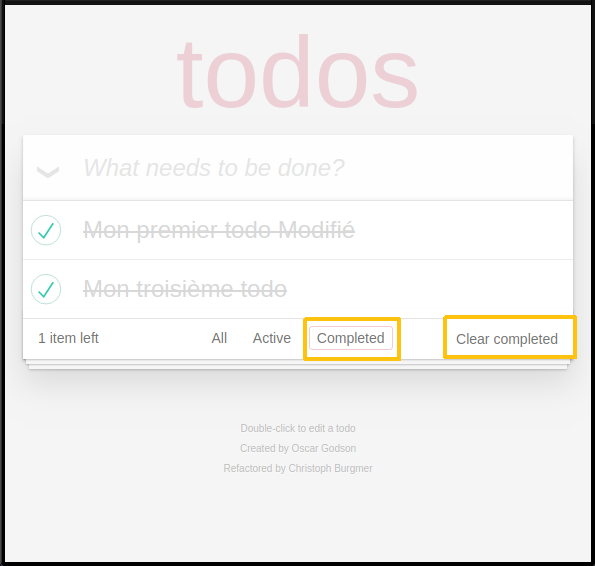 todos
What needs to be done?
Mon premier todo Modifié
Mon troisième todo
1 item left All Active Completed Clear completed
Double-click to edit a todo
Created by Oscar Godson
Refactored by Christoph Burgmer